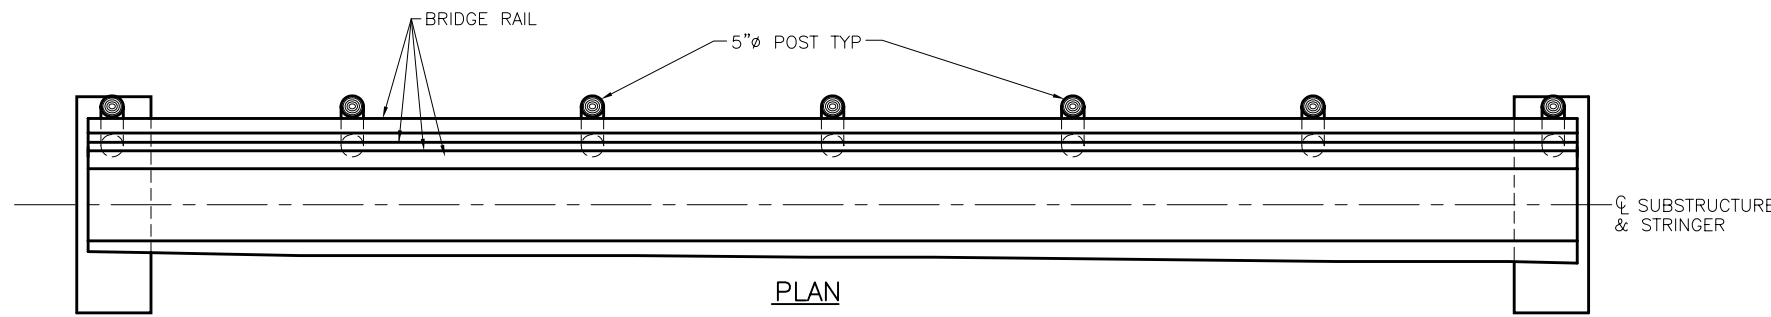 BRIDGE RAIL
5"ø POST TYP
℄ SUBSTRUCTURE
& STRINGER
PLAN